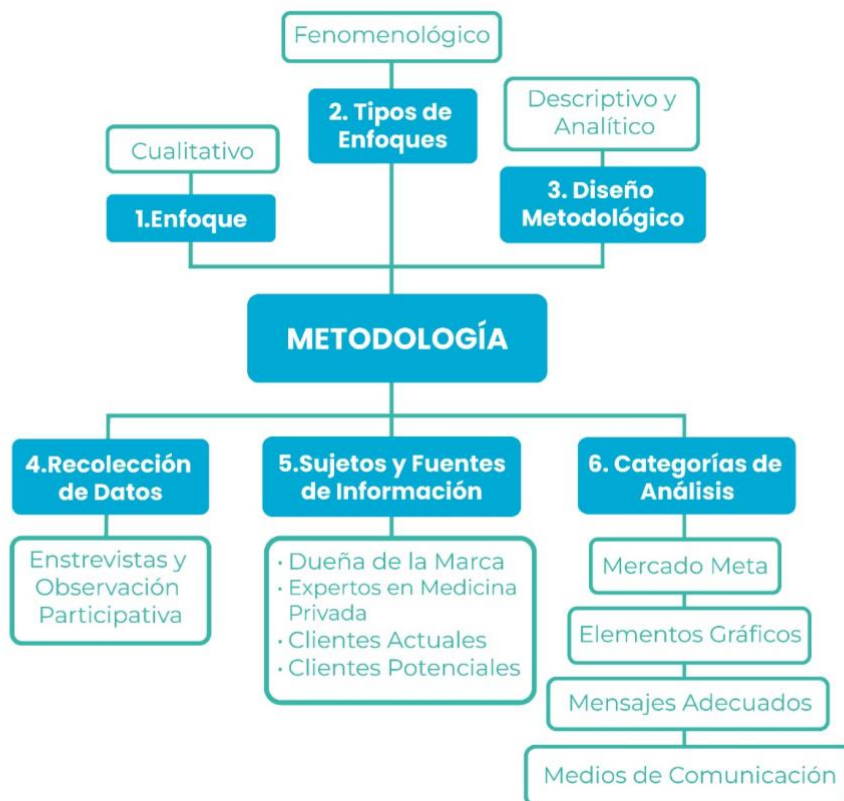 Fenomenológico
2. Tipos de
Enfoques
Descriptivo y
Analítico
Cualitativo
1.Enfoque
3. Diseño
Metodológico
METODOLOGÍA
4.Recolección
de Datos
Enstrevistas y
Observación
Participativa
5.Sujetos y Fuentes
de Información
· Dueña de la Marca
· Expertos en Medicina
Privada
· Clientes Actuales
· Clientes Potenciales
6. Categorías de
Análisis
Mercado Meta
Elementos Gráficos
Mensajes Adecuados
Medios de Comunicación